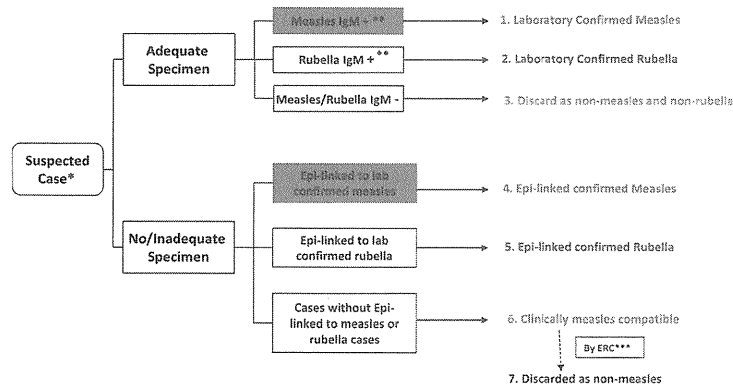 Measles IgM + **
1. Laboratory Confirmed Measles
Adequate
Specimen
Rubella IgM + **
2. Laboratory Confirmed Rubella
Measles/Rubella IgM -
3. Discard as non-measles and non-rubella
Suspected
Case*
Epi-linked to lab
confirmed measles
4. Epi-linked confirmed Measles
No/Inadequate
Specimen
Epi-linked to lab
confirmed rubella
5. Epi-linked confirmed Rubella
Cases without Epi-
linked to measles or
rubella cases
6. Clinically measles compatible
By ERC***
7. Discarded as non-measles